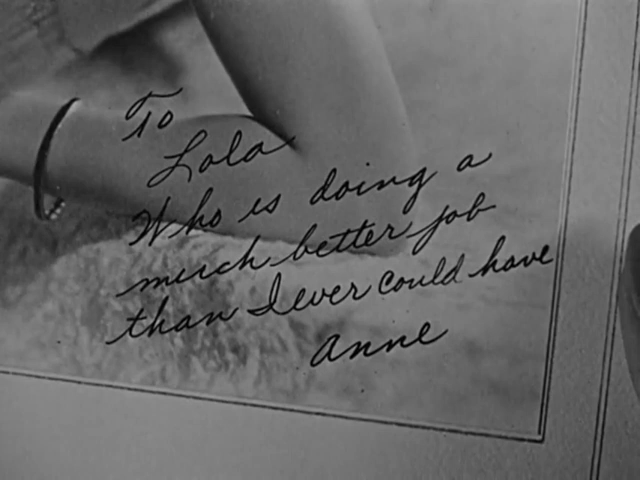 To
Lola
Who is doing a
much better job
than I ever could have
Anne